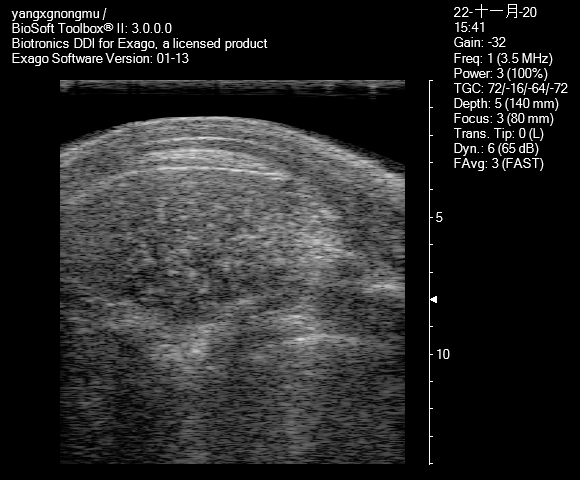 yangxgnongmu /
BioSoft Toolbox® II: 3.0.0.0
Biotronics DDI for Exago, a licensed product
Exago Software Version: 01-13
22-十一月-20
15:41
Gain: -32
Freq: 1 (3.5 MHz)
Power: 3 (100%)
TGC: 72/-16/-64/-72
Depth: 5 (140 mm)
Focus: 3 (80 mm)
Trans. Tip: 0 (L)
Dyn.: 6 (65 dB)
FAvg: 3 (FAST)
5
10